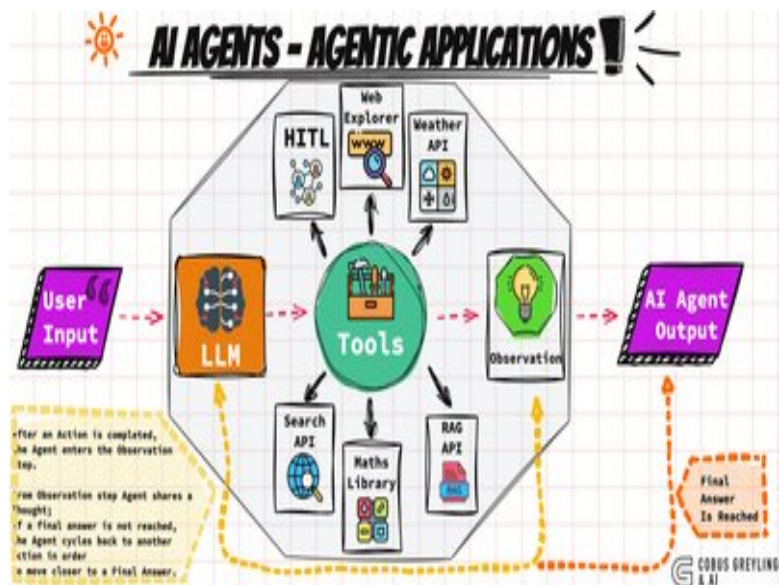 AI AGENTS - AGENTIC APPLICATIONS!
HITL
Web
Explorer
WWW
Weather
API
User
Input
LLM
Tools
Observation
AI Agent
Output
Search
API
Maths
Library
RAG
API
RAG
fter an Action is completed,
he Agent enters the Observation
top.
rom Observation step Agent shares a
hought;
f a final answer is not reached,
he Agent cycles back to another
ction in order
o move closer to a Final Answer.
Final
Answer
Is Reached
COBUS GREYLIN
& AI